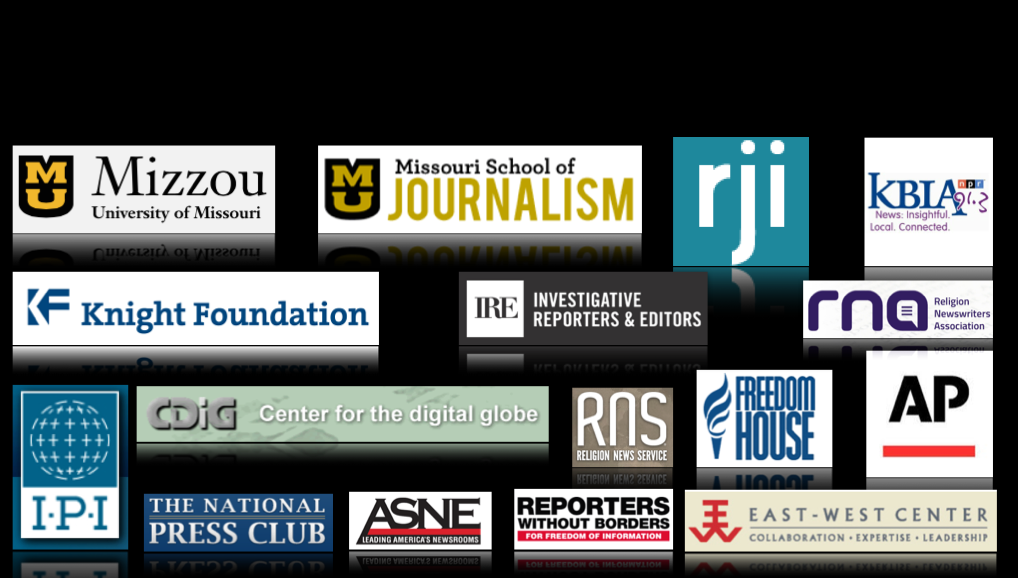 MU
Mizzou
University of Missouri
MU
Missouri School of
JOURNALISM
rji
KBIA
npr
91.3
News: Insightful.
Local. Connected.
KF
Knight Foundation
IRE
INVESTIGATIVE
REPORTERS & EDITORS
rna
Religion
Newswriters
Association
I·P·I
CDiG
Center for the digital globe
RNS
RELIGION NEWS SERVICE
FREEDOM
HOUSE
AP
THE NATIONAL
PRESS CLUB
ASNE
LEADING AMERICA'S NEWSROOMS
REPORTERS
WITHOUT BORDERS
FOR FREEDOM OF INFORMATION
EAST-WEST CENTER
COLLABORATION · EXPERTISE · LEADERSHIP